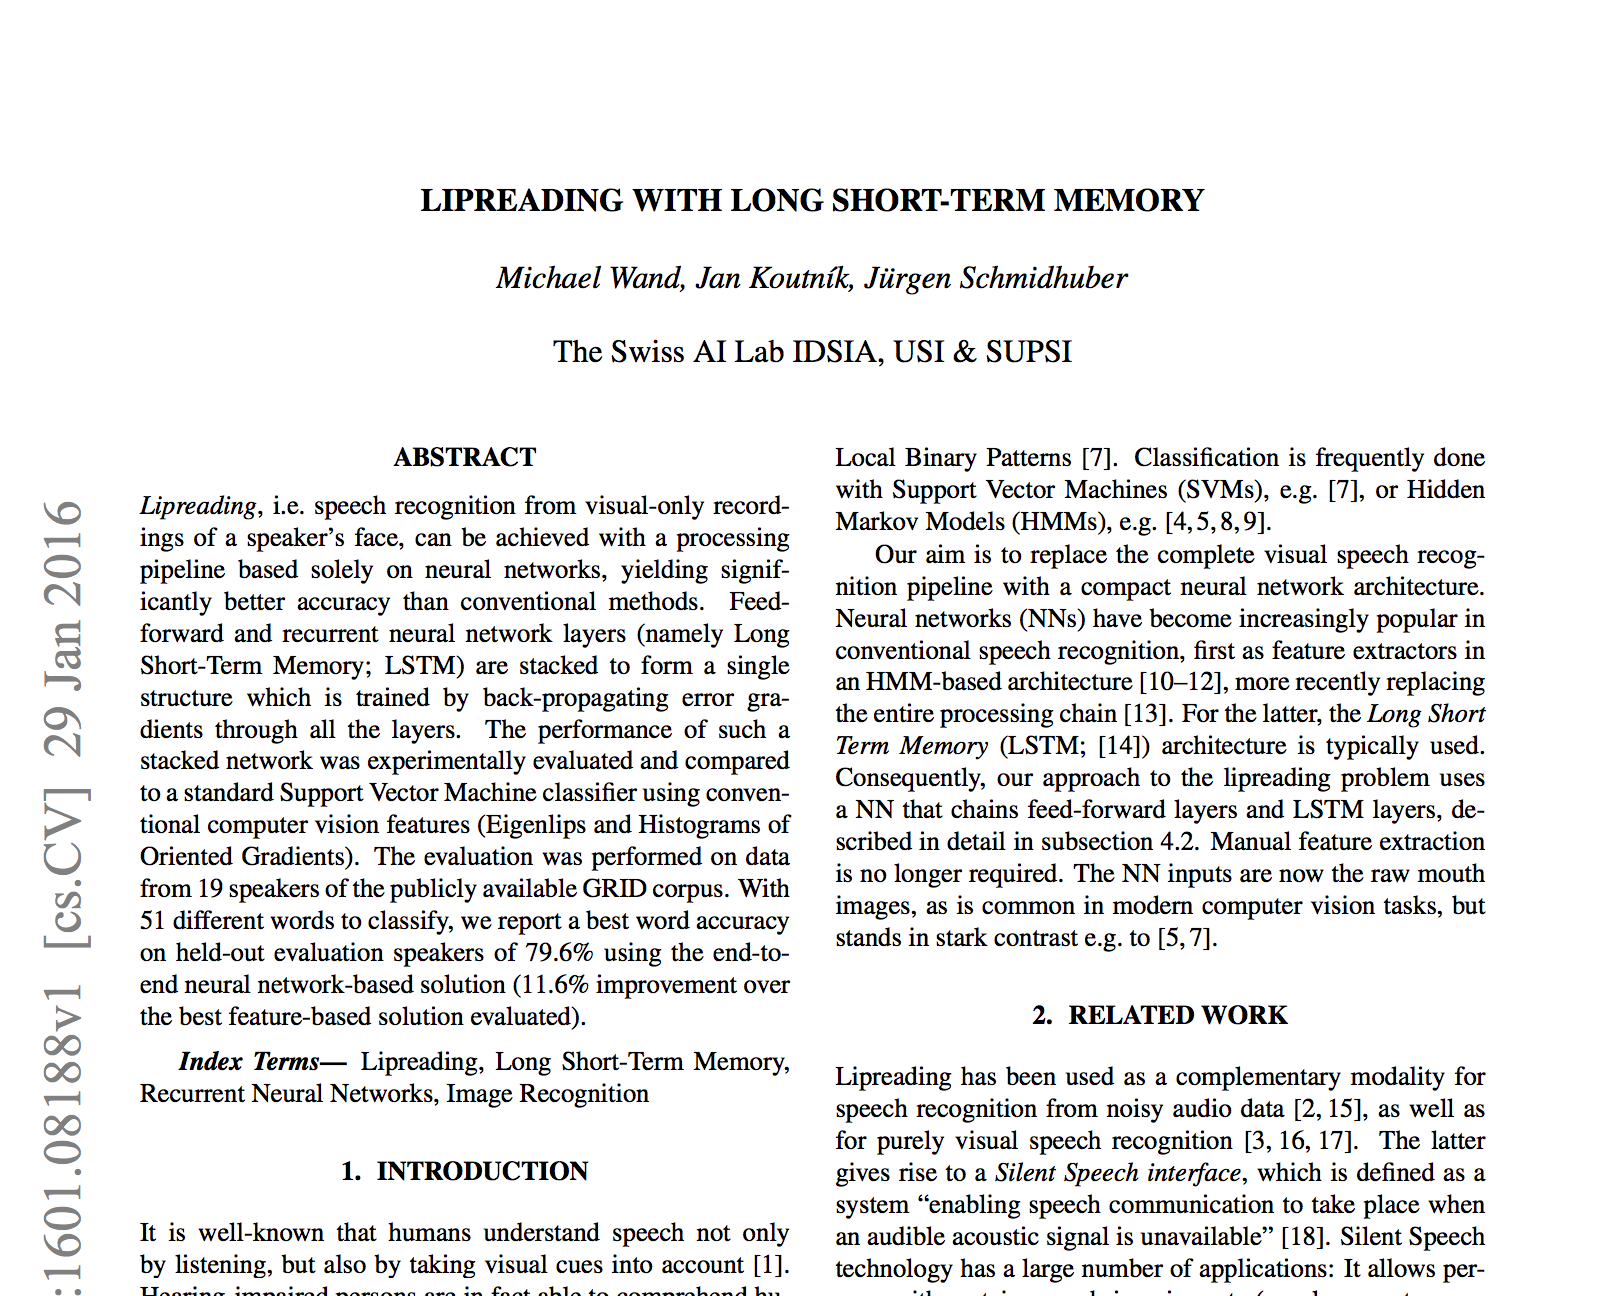 LIPREADING WITH LONG SHORT-TERM MEMORY
Michael Wand, Jan Koutník, Jürgen Schmidhuber
The Swiss AI Lab IDSIA, USI & SUPSI
:1601.08188v1 [cs.CV] 29 Jan 2016
ABSTRACT
Lipreading, i.e. speech recognition from visual-only record-
ings of a speaker’s face, can be achieved with a processing
pipeline based solely on neural networks, yielding signif-
icantly better accuracy than conventional methods. Feed-
forward and recurrent neural network layers (namely Long
Short-Term Memory; LSTM) are stacked to form a single
structure which is trained by back-propagating error gra-
dients through all the layers. The performance of such a
stacked network was experimentally evaluated and compared
to a standard Support Vector Machine classifier using conven-
tional computer vision features (Eigenlips and Histograms of
Oriented Gradients). The evaluation was performed on data
from 19 speakers of the publicly available GRID corpus. With
51 different words to classify, we report a best word accuracy
on held-out evaluation speakers of 79.6% using the end-to-
end neural network-based solution (11.6% improvement over
the best feature-based solution evaluated).
Index Terms— Lipreading, Long Short-Term Memory,
Recurrent Neural Networks, Image Recognition
1. INTRODUCTION
It is well-known that humans understand speech not only
by listening, but also by taking visual cues into account [1].
Hearing-impaired persons are in fact able to comprehend hu-
Local Binary Patterns [7]. Classification is frequently done
with Support Vector Machines (SVMs), e.g. [7], or Hidden
Markov Models (HMMs), e.g. [4, 5, 8, 9].
Our aim is to replace the complete visual speech recog-
nition pipeline with a compact neural network architecture.
Neural networks (NNs) have become increasingly popular in
conventional speech recognition, first as feature extractors in
an HMM-based architecture [10–12], more recently replacing
the entire processing chain [13]. For the latter, the Long Short
Term Memory (LSTM; [14]) architecture is typically used.
Consequently, our approach to the lipreading problem uses
a NN that chains feed-forward layers and LSTM layers, de-
scribed in detail in subsection 4.2. Manual feature extraction
is no longer required. The NN inputs are now the raw mouth
images, as is common in modern computer vision tasks, but
stands in stark contrast e.g. to [5, 7].
2. RELATED WORK
Lipreading has been used as a complementary modality for
speech recognition from noisy audio data [2, 15], as well as
for purely visual speech recognition [3, 16, 17]. The latter
gives rise to a Silent Speech interface, which is defined as a
system “enabling speech communication to take place when
an audible acoustic signal is unavailable” [18]. Silent Speech
technology has a large number of applications: It allows per-